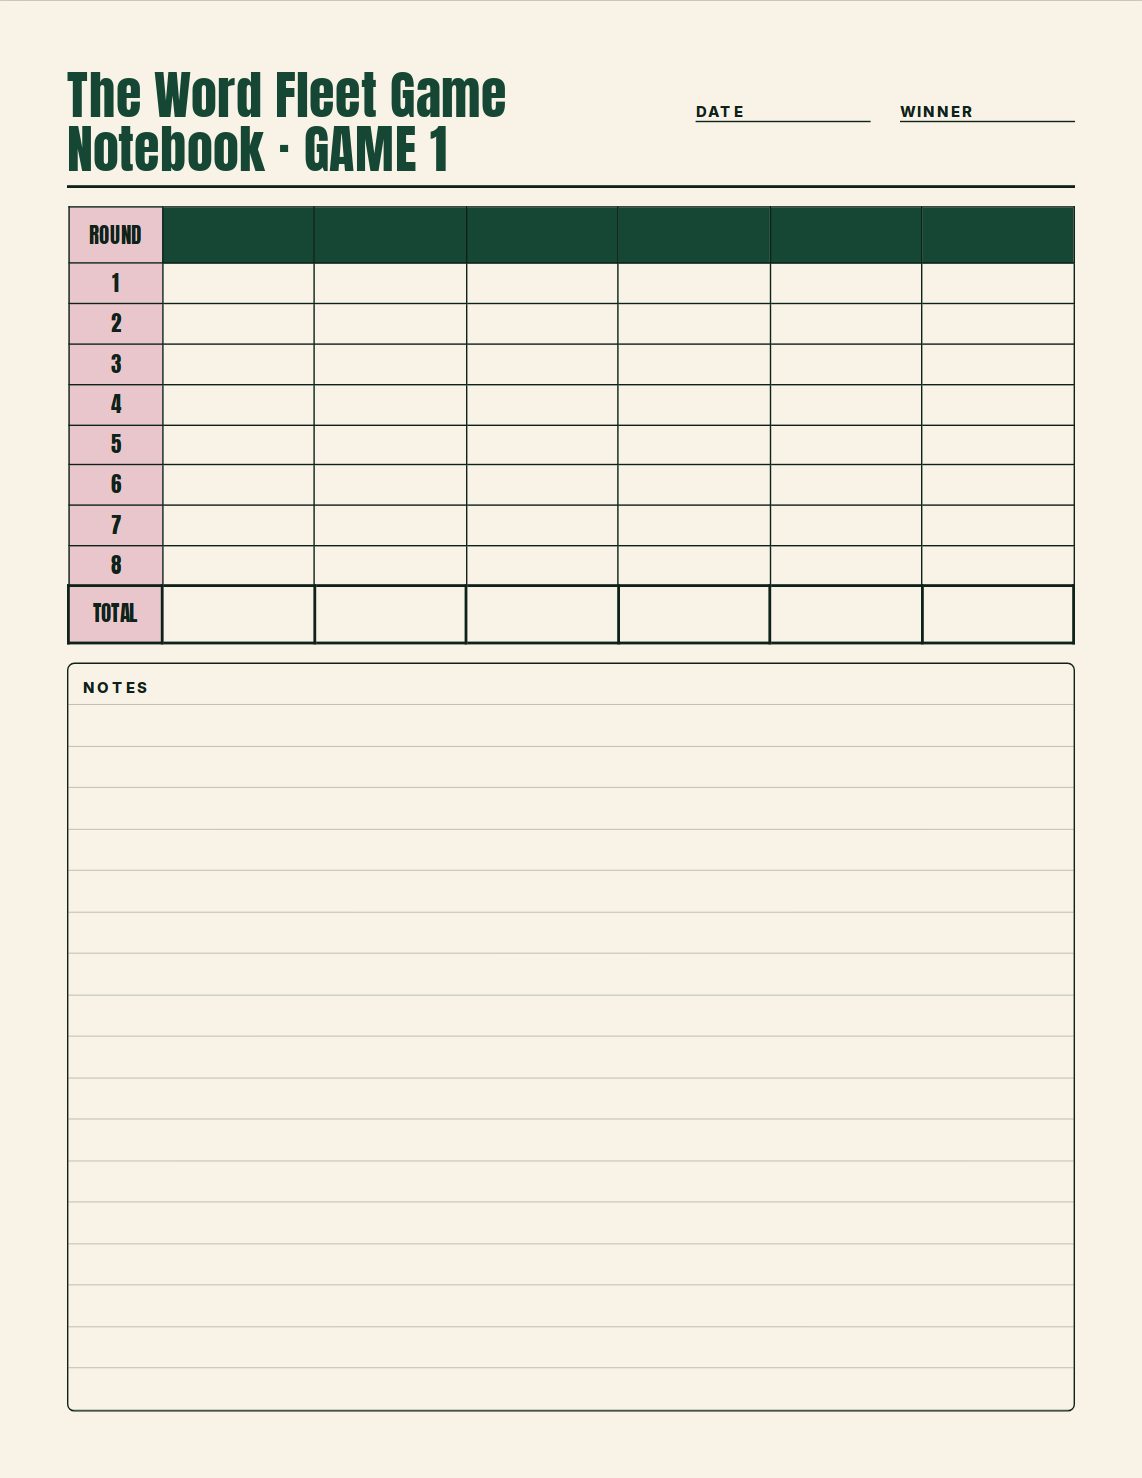 The Word Fleet Game
Notebook · GAME 1
DATE
WINNER
ROUND
1
2
3
4
5
6
7
8
TOTAL
NOTES